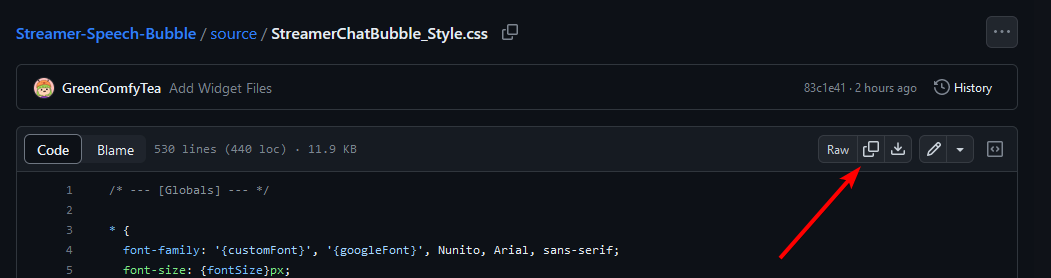 Streamer-Speech-Bubble / source / StreamerChatBubble_Style.css
GreenComfyTea Add Widget Files 83c1e41 · 2 hours ago History
Code Blame 530 lines (440 loc) · 11.9 KB Raw
1 /* --- [Globals] --- */
2
3 * {
4 font-family: '{customFont}', '{googleFont}', Nunito, Arial, sans-serif;
5 font-size: {fontSize}px;